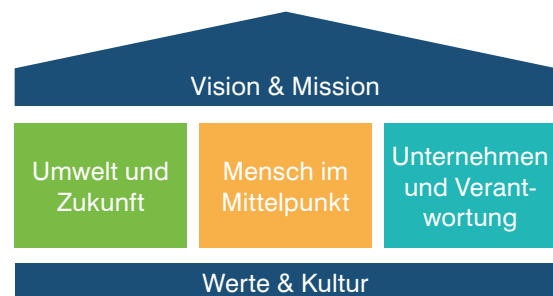 Vision & Mission
Umwelt und
Zukunft
Mensch im
Mittelpunkt
Unternehmen
und Verant-
wortung
Werte & Kultur